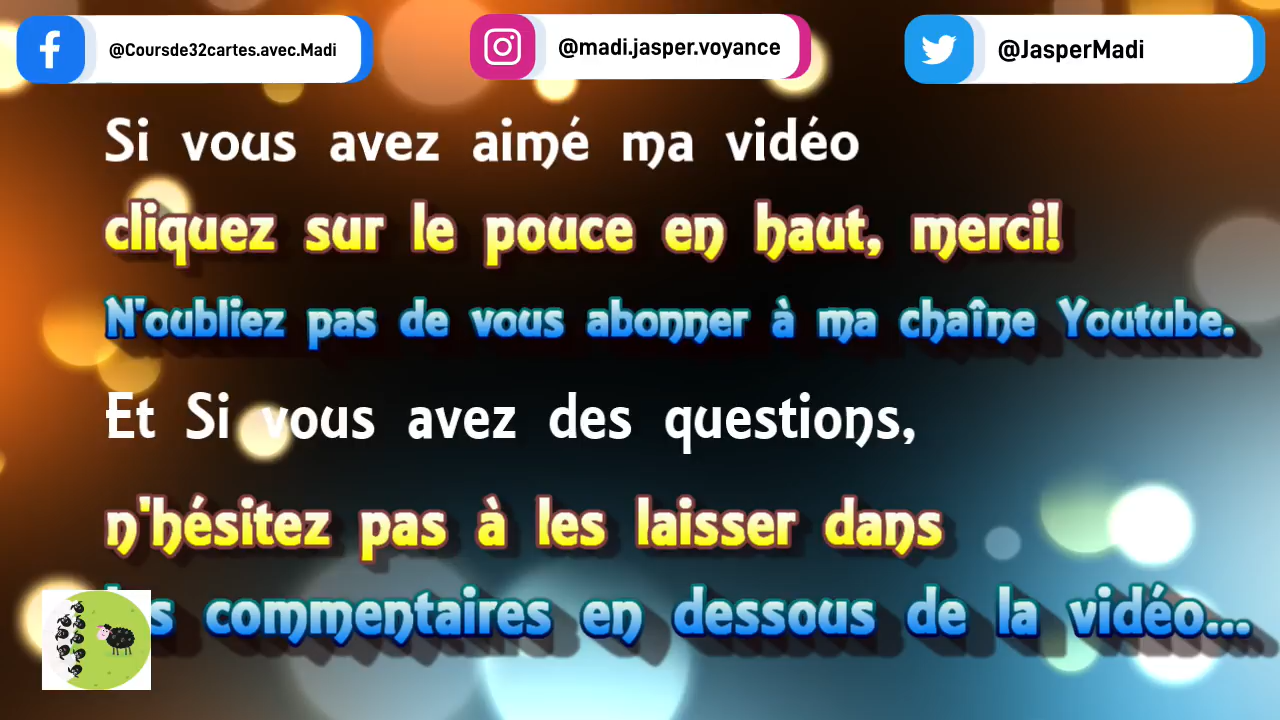 @Coursde32cartes.avec.Madi
@madi.jasper.voyance
@JasperMadi
Si vous avez aimé ma vidéo
cliquez sur le pouce en haut, merci!
N'oubliez pas de vous abonner à ma chaîne Youtube.
Et Si vous avez des questions,
n'hésitez pas à les laisser dans
commentaires en dessous de la vidéo...